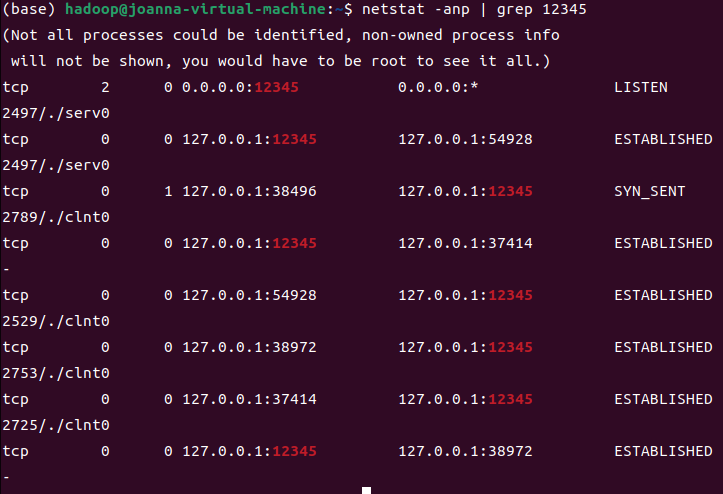 (base) hadoop@joanna-virtual-machine:~$ netstat -anp | grep 12345
(Not all processes could be identified, non-owned process info
 will not be shown, you would have to be root to see it all.)
tcp        2      0 0.0.0.0:12345           0.0.0.0:*               LISTEN
2497/./serv0
tcp        0      0 127.0.0.1:12345         127.0.0.1:54928         ESTABLISHED
2497/./serv0
tcp        0      1 127.0.0.1:38496         127.0.0.1:12345         SYN_SENT
2789/./clnt0
tcp        0      0 127.0.0.1:12345         127.0.0.1:37414         ESTABLISHED
-
tcp        0      0 127.0.0.1:54928         127.0.0.1:12345         ESTABLISHED
2529/./clnt0
tcp        0      0 127.0.0.1:38972         127.0.0.1:12345         ESTABLISHED
2753/./clnt0
tcp        0      0 127.0.0.1:37414         127.0.0.1:12345         ESTABLISHED
2725/./clnt0
tcp        0      0 127.0.0.1:12345         127.0.0.1:38972         ESTABLISHED
-